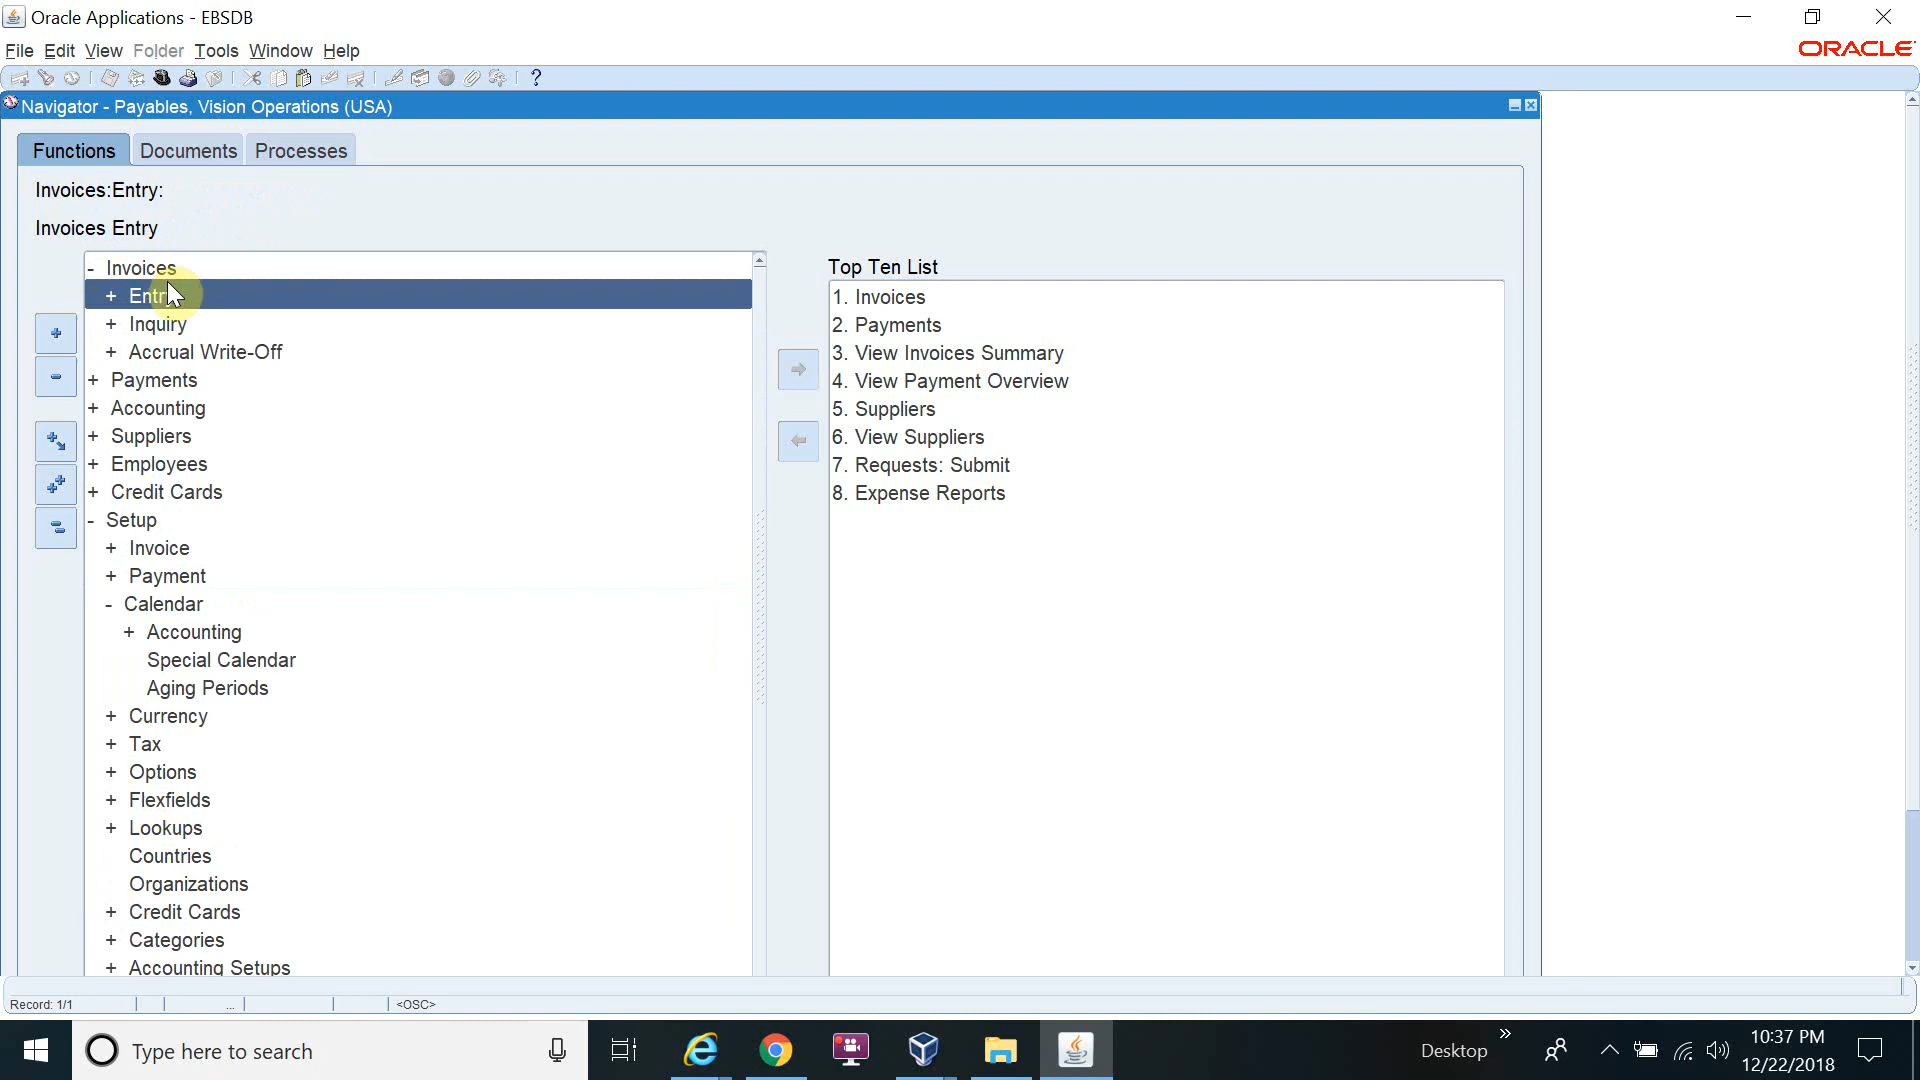 Oracle Applications - EBSDB
File Edit View Folder Tools Window Help
ORACLE
?
Navigator - Payables, Vision Operations (USA)
Functions Documents Processes
Invoices:Entry:
Invoices Entry
- Invoices
+ Entry
+ Inquiry
+ Accrual Write-Off
+ Payments
+ Accounting
+ Suppliers
+ Employees
+ Credit Cards
- Setup
+ Invoice
+ Payment
- Calendar
+ Accounting
Special Calendar
Aging Periods
+ Currency
+ Tax
+ Options
+ Flexfields
+ Lookups
Countries
Organizations
+ Credit Cards
+ Categories
+ Accounting Setups
Top Ten List
1. Invoices
2. Payments
3. View Invoices Summary
4. View Payment Overview
5. Suppliers
6. View Suppliers
7. Requests: Submit
8. Expense Reports
Record: 1/1 ... <OSC>
Type here to search
Desktop
10:37 PM
12/22/2018